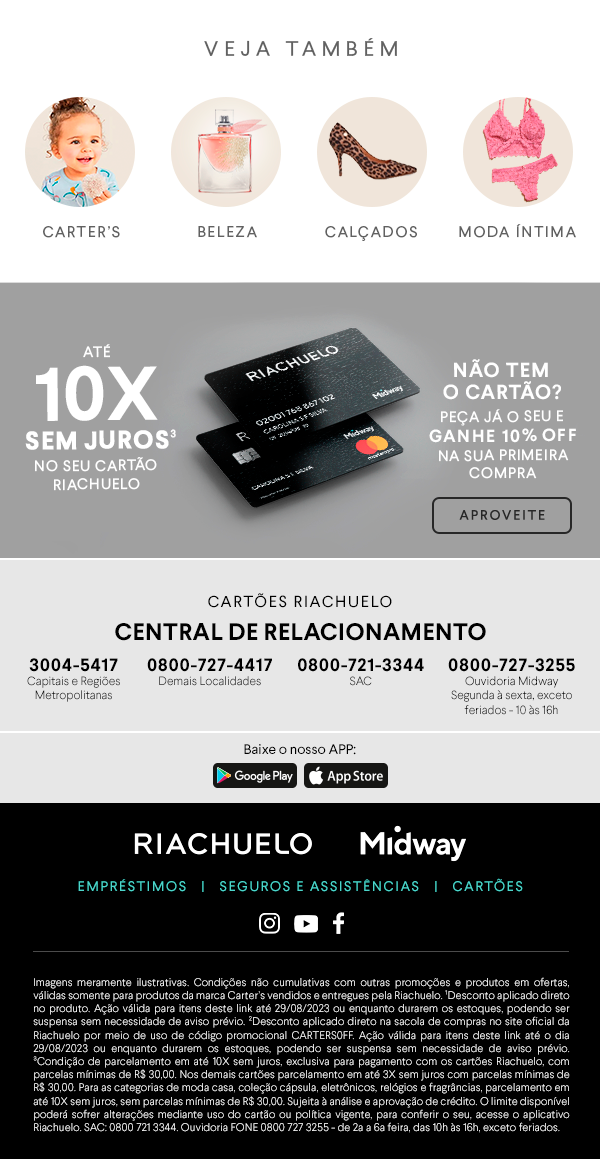 VEJA TAMBÉM
CARTER'S
BELEZA
CALÇADOS
MODA ÍNTIMA
ATÉ
10X
SEM JUROS³
NO SEU CARTÃO
RIACHUELO
RIACHUELO
02001 768 867 102
CAROLINA S F SILVA
Midway
R
Midway
CAROLINA S F SILVA
mastercard
NÃO TEM
O CARTÃO?
PEÇA JÁ O SEU E
GANHE 10% OFF
NA SUA PRIMEIRA
COMPRA
APROVEITE
CARTÕES RIACHUELO
CENTRAL DE RELACIONAMENTO
3004-5417
Capitais e Regiões
Metropolitanas
0800-727-4417
Demais Localidades
0800-721-3344
SAC
0800-727-3255
Ouvidoria Midway
Segunda à sexta, exceto
feriados - 10 às 16h
Baixe o nosso APP:
Google Play
App Store
RIACHUELO Midway
EMPRÉSTIMOS | SEGUROS E ASSISTÊNCIAS | CARTÕES
Imagens meramente ilustrativas. Condições não cumulativas com outras promoções e produtos em ofertas,
válidas somente para produtos da marca Carter's vendidos e entregues pela Riachuelo. ¹Desconto aplicado direto
no produto. Ação válida para itens deste link até 29/08/2023 ou enquanto durarem os estoques, podendo ser
suspensa sem necessidade de aviso prévio. ²Desconto aplicado direto na sacola de compras no site oficial da
Riachuelo por meio de uso de código promocional CARTERS0FF. Ação válida para itens deste link até o dia
29/08/2023 ou enquanto durarem os estoques, podendo ser suspensa sem necessidade de aviso prévio.
³Condição de parcelamento em até 10X sem juros, exclusiva para pagamento com os cartões Riachuelo, com
parcelas mínimas de R$ 30,00. Nos demais cartões parcelamento em até 3X sem juros com parcelas mínimas de
R$ 30,00. Para as categorias de moda casa, coleção cápsula, eletrônicos, relógios e fragrâncias, parcelamento em
até 10X sem juros, sem parcelas mínimas de R$ 30,00. Sujeita à análise e aprovação de crédito. O limite disponível
poderá sofrer alterações mediante uso do cartão ou política vigente, para conferir o seu, acesse o aplicativo
Riachuelo. SAC: 0800 721 3344. Ouvidoria FONE 0800 727 3255 - de 2a a 6a feira, das 10h às 16h, exceto feriados.